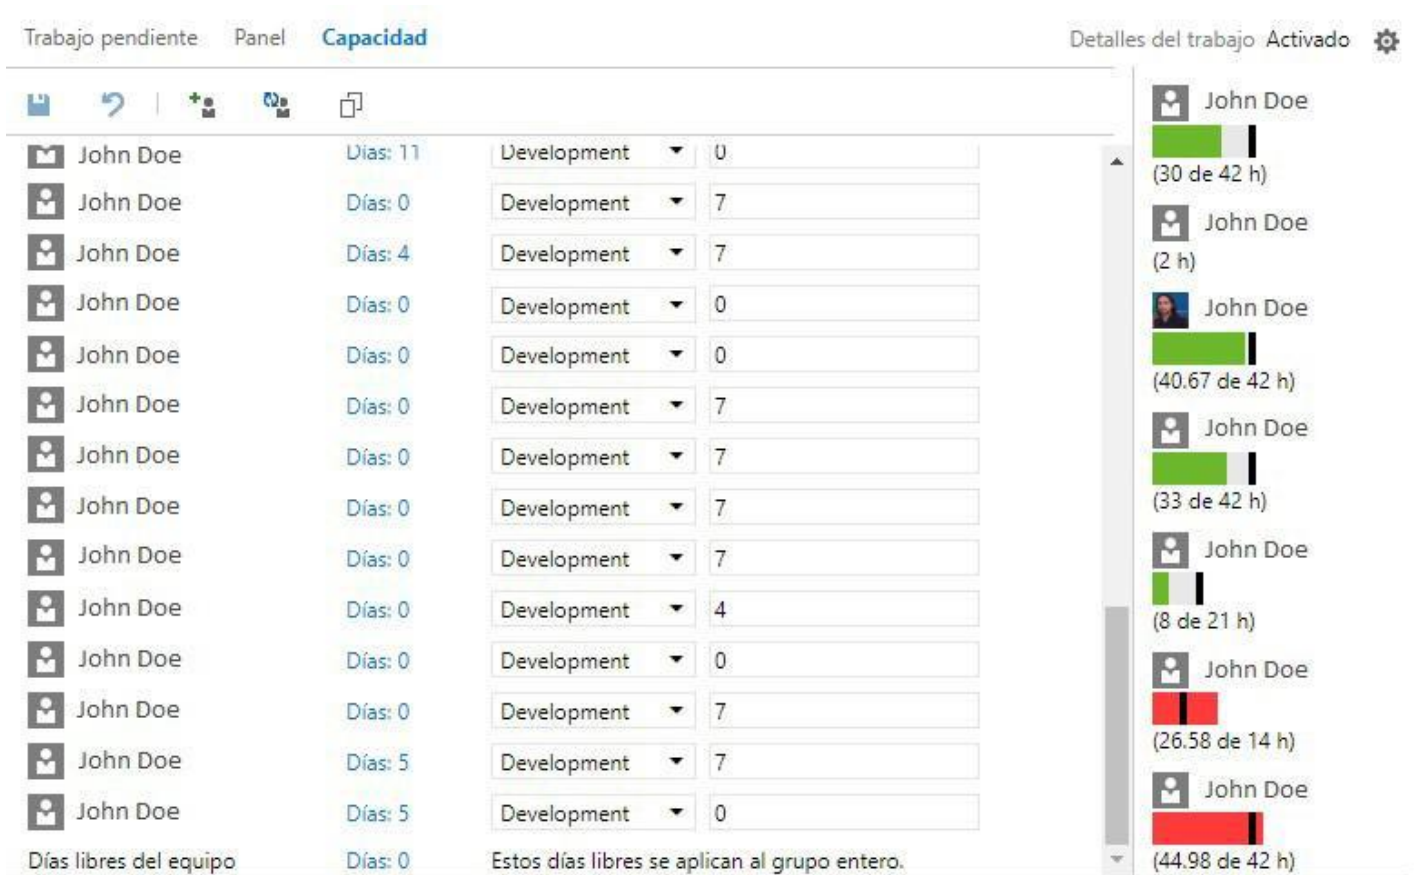 Trabajo pendiente Panel Capacidad
Detalles del trabajo Activado
John Doe Días: 11 Development 0
John Doe Días: 0 Development 7
John Doe Días: 4 Development 7
John Doe Días: 0 Development 0
John Doe Días: 0 Development 0
John Doe Días: 0 Development 7
John Doe Días: 0 Development 7
John Doe Días: 0 Development 7
John Doe Días: 0 Development 7
John Doe Días: 0 Development 4
John Doe Días: 0 Development 0
John Doe Días: 0 Development 7
John Doe Días: 5 Development 7
John Doe Días: 5 Development 0
Días libres del equipo Días: 0 Estos días libres se aplican al grupo entero.
John Doe
(30 de 42 h)
John Doe
(2 h)
John Doe
(40.67 de 42 h)
John Doe
(33 de 42 h)
John Doe
(8 de 21 h)
John Doe
(26.58 de 14 h)
John Doe
(44.98 de 42 h)